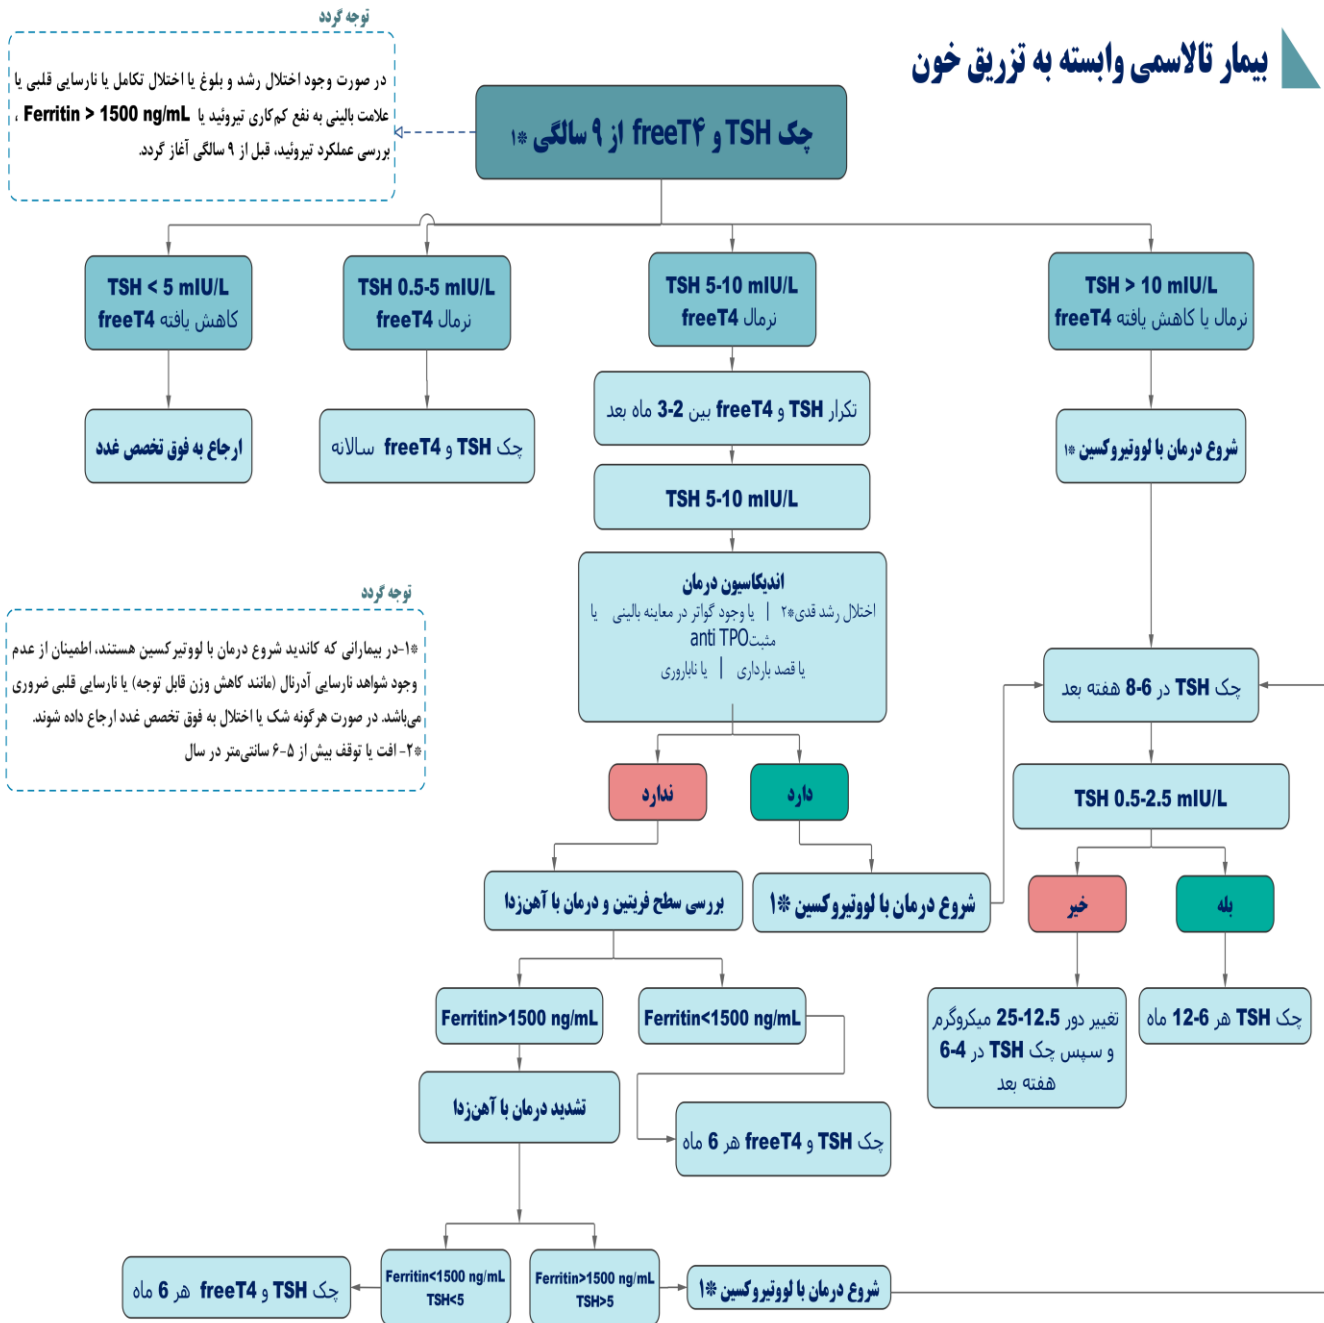 بیمار تالاسمی وابسته به تزریق خون
توجه گردد
در صورت وجود اختلال رشد و بلوغ یا اختلال تکامل یا نارسایی قلبی یا
علامت بالینی به نفع کم‌کاری تیروئید یا Ferritin > 1500 ng/mL ،
بررسی عملکرد تیروئید، قبل از ۹ سالگی آغاز گردد.
چک TSH و freeT۴ از ۹ سالگی *۱
TSH > 10 mIU/L
نرمال یا کاهش یافته freeT4
TSH 5-10 mIU/L
نرمال freeT4
TSH 0.5-5 mIU/L
نرمال freeT4
TSH < 5 mIU/L
کاهش یافته freeT4
شروع درمان با لووتیروکسین *۱
تکرار TSH و freeT4 بین 2-3 ماه بعد
چک TSH و freeT4 سالانه
ارجاع به فوق تخصص غدد
TSH 5-10 mIU/L
اندیکاسیون درمان
اختلال رشد قدی*۲ | یا وجود گواتر در معاینه بالینی یا
مثبتanti TPO
یا قصد بارداری | یا ناباروری
توجه گردد
*۱-در بیمارانی که کاندید شروع درمان با لووتیرکسین هستند، اطمینان از عدم
وجود شواهد نارسایی آدرنال (مانند کاهش وزن قابل توجه) یا نارسایی قلبی ضروری
می‌باشد. در صورت هرگونه شک یا اختلال به فوق تخصص غدد ارجاع داده شوند.
*۲- افت یا توقف بیش از ۵-۶ سانتی‌متر در سال
چک TSH در 6-8 هفته بعد
TSH 0.5-2.5 mIU/L
دارد
ندارد
بله
خیر
شروع درمان با لووتیروکسین *۱
بررسی سطح فریتین و درمان با آهن‌زدا
چک TSH هر 6-12 ماه
تغییر دور 12.5-25 میکروگرم
و سپس چک TSH در 4-6
هفته بعد
Ferritin<1500 ng/mL
Ferritin>1500 ng/mL
تشدید درمان با آهن‌زدا
چک TSH و freeT4 هر 6 ماه
شروع درمان با لووتیروکسین *۱
Ferritin>1500 ng/mL
TSH>5
Ferritin<1500 ng/mL
TSH<5
چک TSH و freeT4 هر 6 ماه